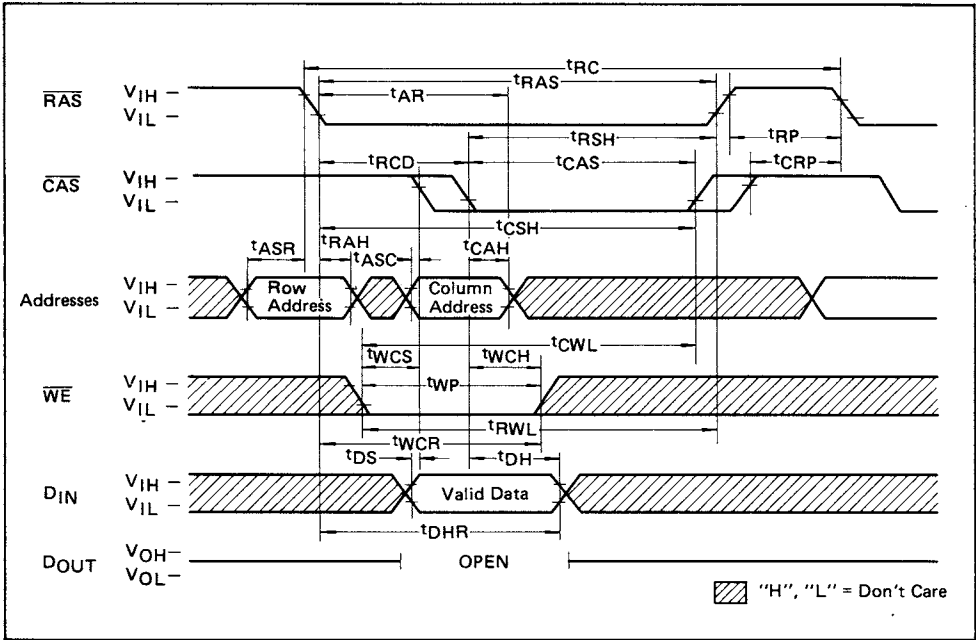 tRC
tRAS
RAS VIH –
VIL –
tAR
tRSH
tRP
tRCD
tCAS
tCRP
CAS VIH –
VIL –
tCSH
tASR
tRAH
tASC
tCAH
Addresses VIH –
VIL –
Row
Address
Column
Address
tCWL
tWCS
tWCH
WE VIH –
VIL –
tWP
tRWL
tWCR
tDS
tDH
DIN VIH –
VIL –
Valid Data
tDHR
DOUT VOH–
VOL–
OPEN
"H", "L" = Don't Care